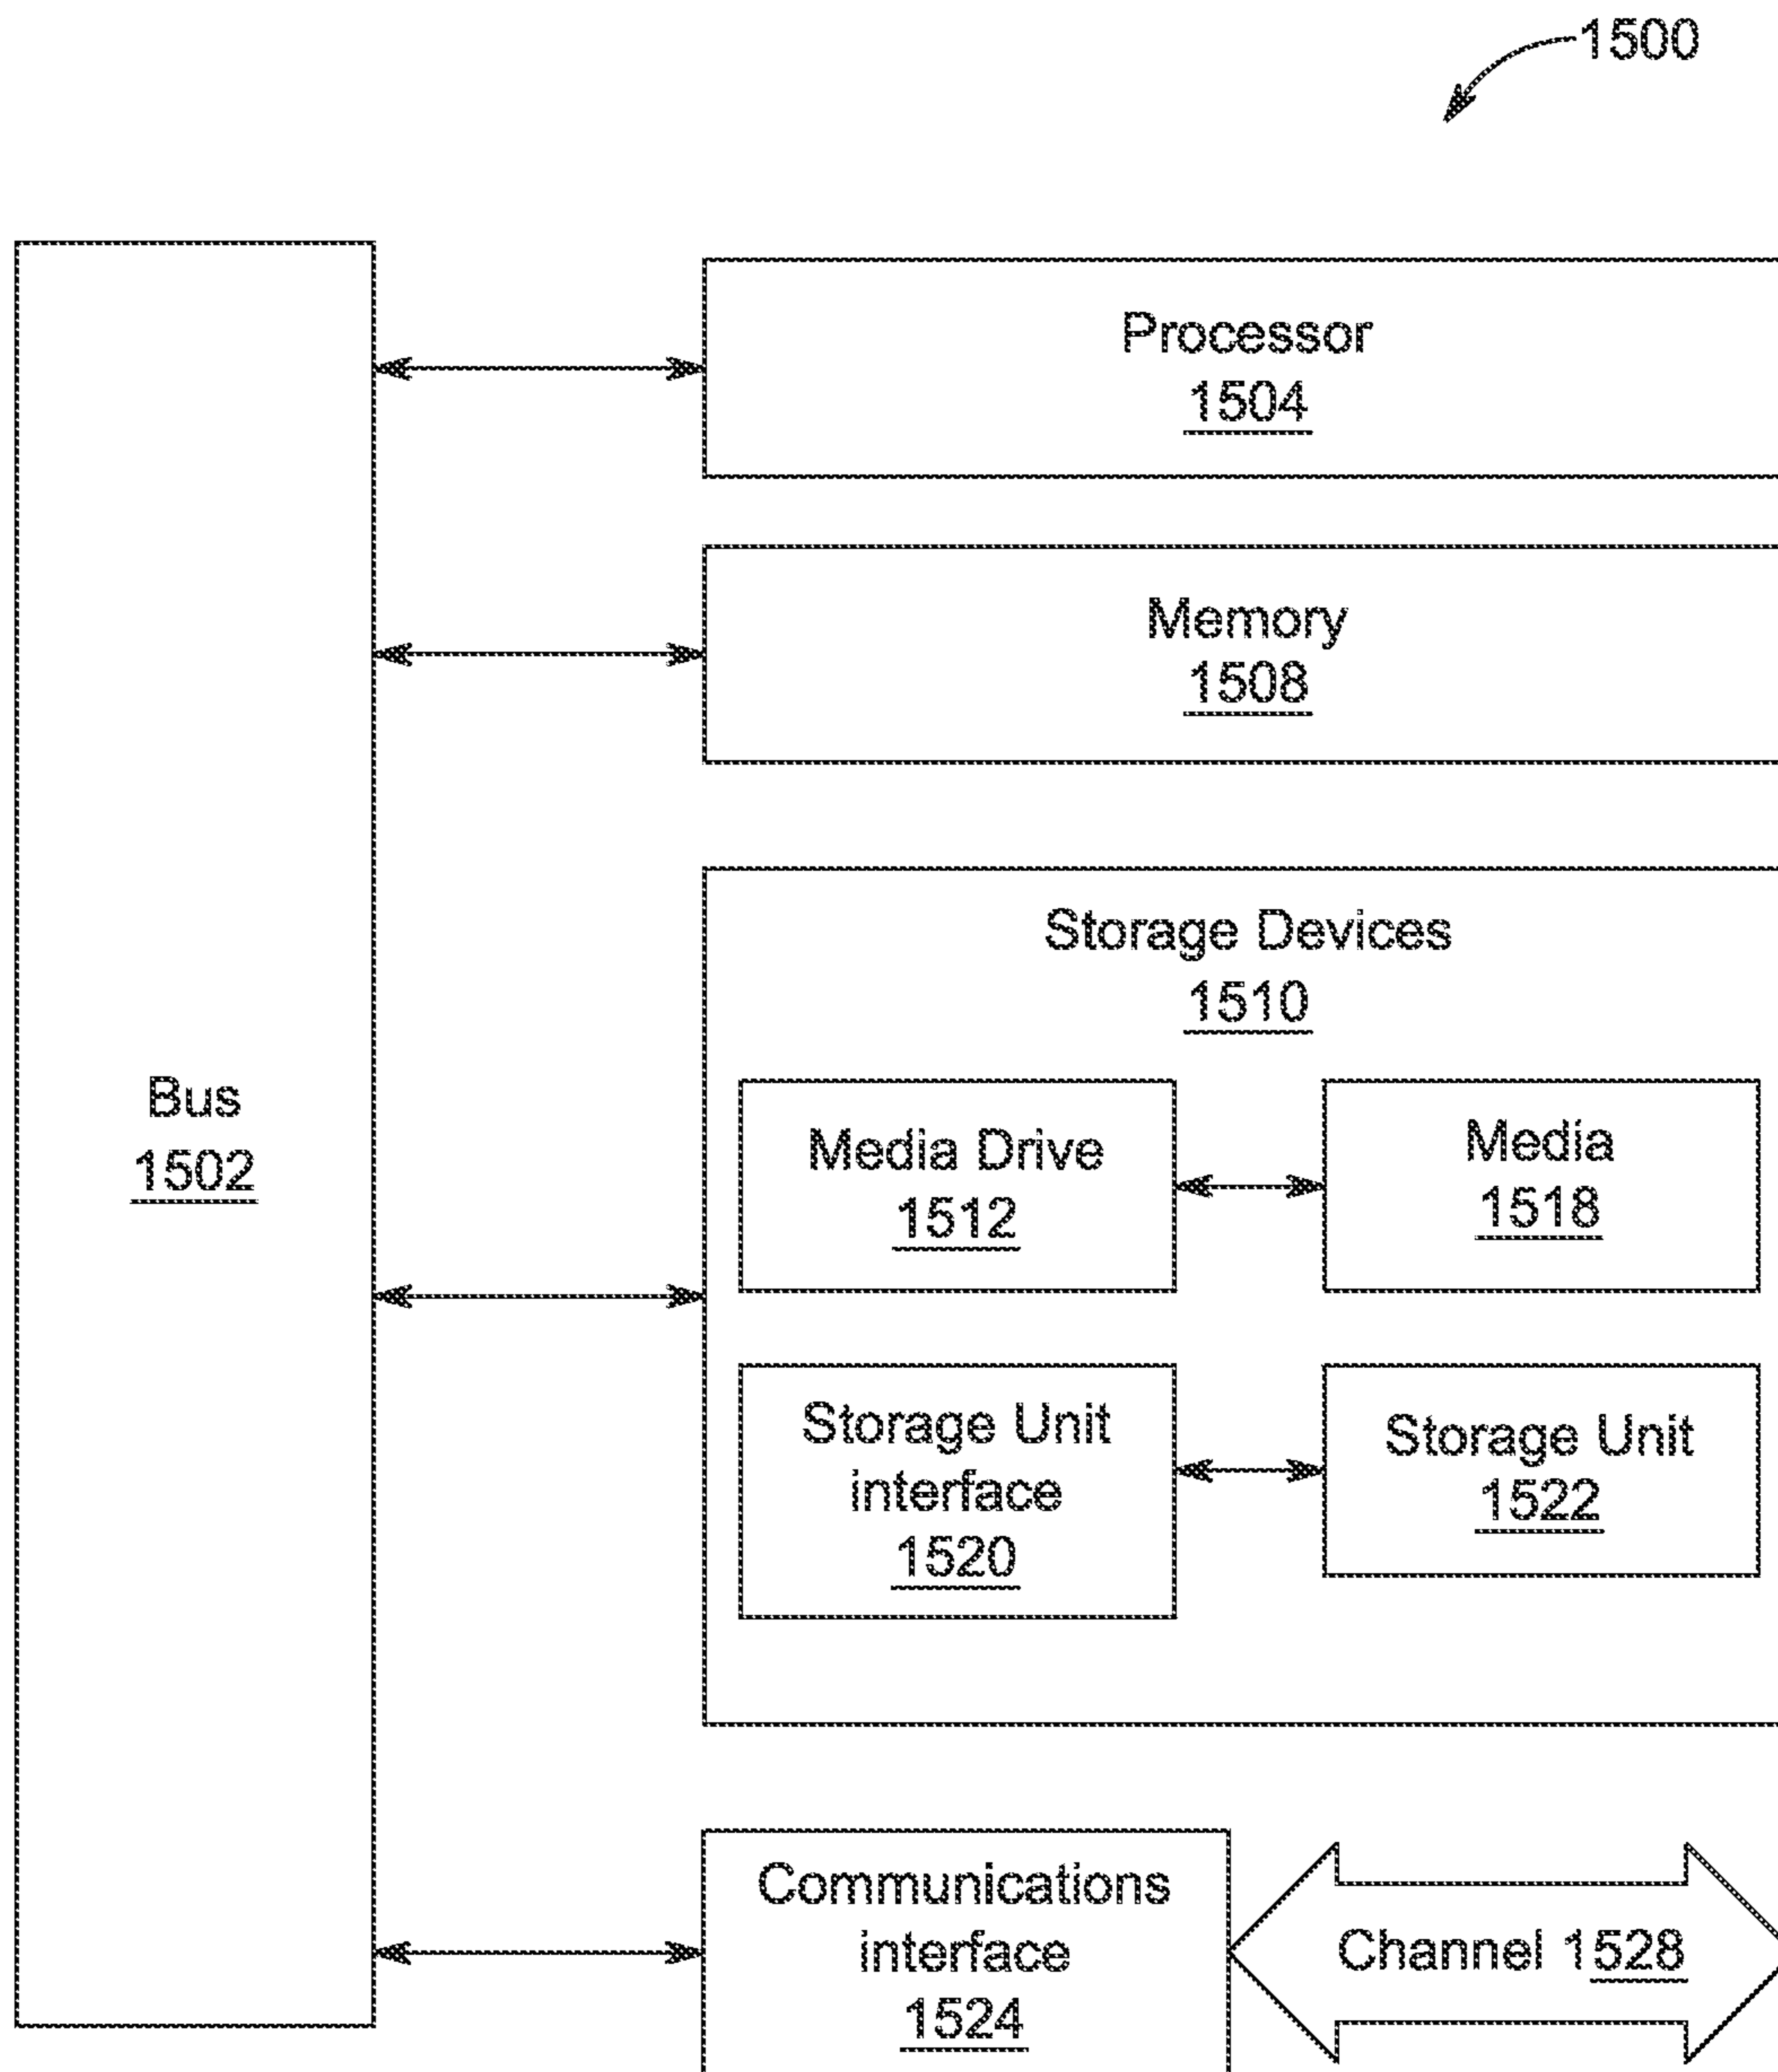 1500
Processor
1504
Memory
1508
Storage Devices
1510
Bus
1502
Media Drive
1512
Media
1518
Storage Unit
interface
1520
Storage Unit
1522
Communications
interface
1524
Channel 1528